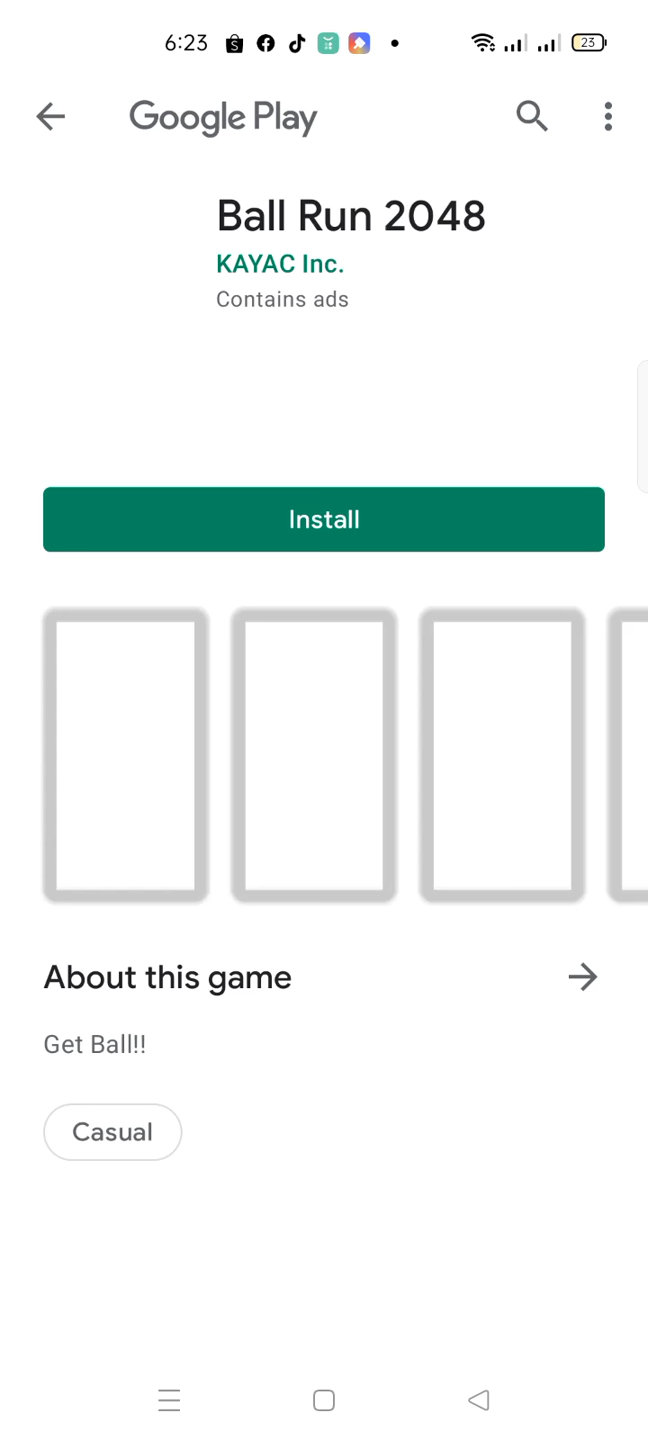 6:23
23
Google Play
Ball Run 2048
KAYAC Inc.
Contains ads
Install
About this game
Get Ball!!
Casual